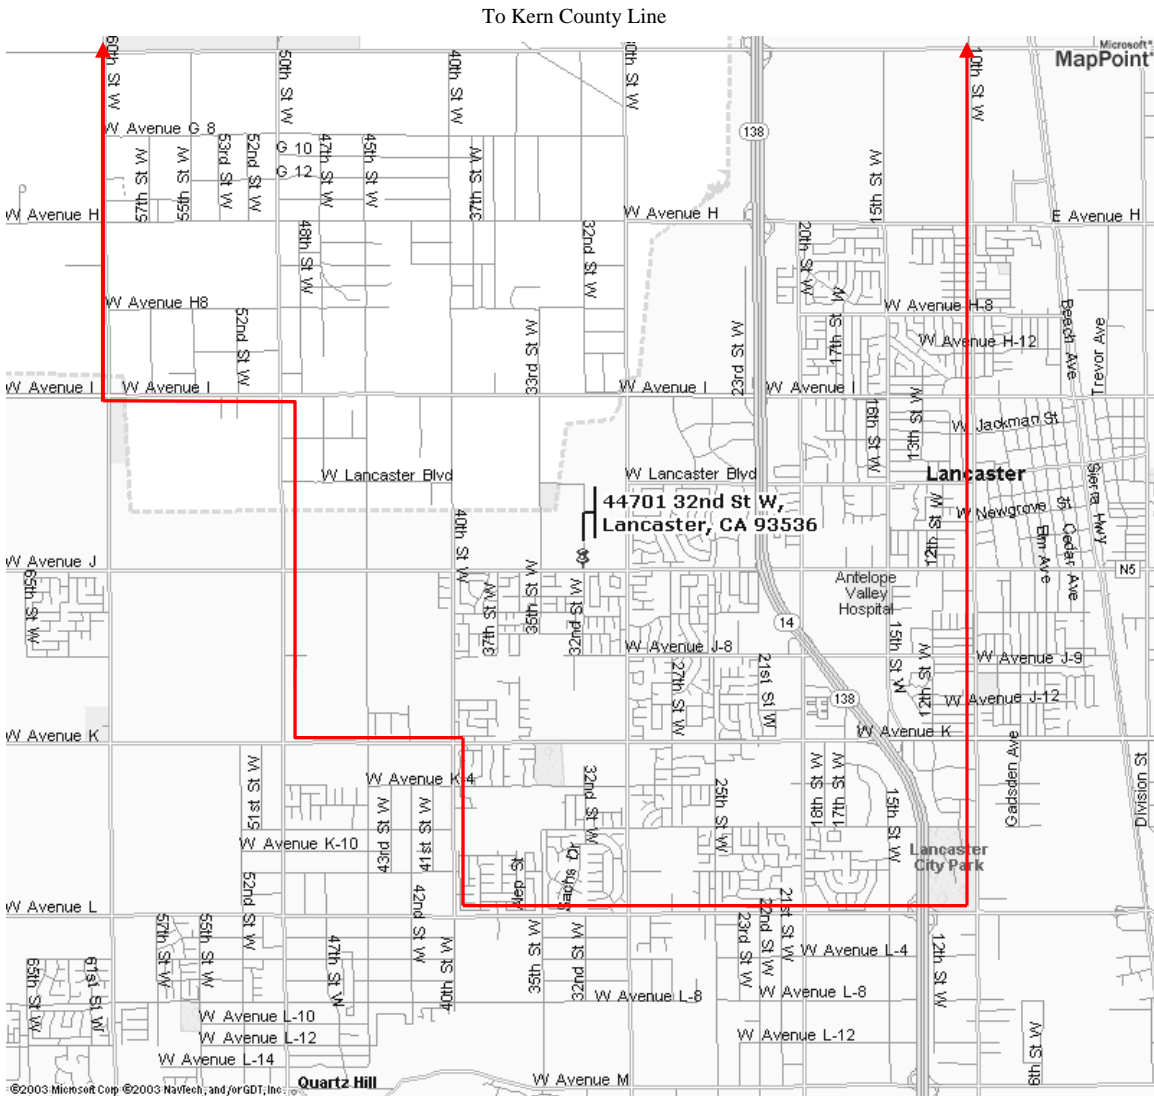 To Kern County Line
60th St W
50th St W
40th St W
10th St W
Microsoft®
MapPoint®
W Avenue G 8
138
57th St W
55th St W
53rd St W
52nd St W
G 10
G 12
47th St W
45th St W
37th St W
15th St W
W Avenue H
W Avenue H
E Avenue H
48th St W
32nd St W
20th St W
W Avenue H8
52nd St W
33rd St W
23rd St W
17th St W
W Avenue H-8
W Avenue H-12
Beech Ave
Trevor Ave
W Avenue I
W Avenue I
W Avenue I
W Avenue I
16th St W
13th St W
W Jackman St
W Lancaster Blvd
W Lancaster Blvd
Lancaster
Sierra Hwy
44701 32nd St W,
Lancaster, CA 93536
40th St W
12th St W
W Newgrove St
Elm Ave
Cedar Ave
W Avenue J
N5
65th St W
37th St W
35th St W
32nd St W
Antelope
Valley
Hospital
14
15th St W
W Avenue J-8
W Avenue J-9
27th St W
21st St W
12th St W
138
W Avenue J-12
W Avenue K
W Avenue K
51st St W
W Avenue K-4
43rd St W
41st St W
32nd St W
25th St W
18th St W
17th St W
15th St W
Gadsden Ave
Division St
W Avenue K-10
Sachs Dr
Lancaster
City Park
W Avenue L
52nd St W
42nd St W
57th St W
55th St W
47th St W
40th St W
35th St W
32nd St W
23rd St W
22nd St W
21st St W
W Avenue L-4
12th St W
65th St W
61st St W
W Avenue L-8
W Avenue L-8
W Avenue L-10
W Avenue L-12
W Avenue L-12
W Avenue L-14
6th St W
Quartz Hill
W Avenue M
©2003 Microsoft Corp ©2003 NavTech, and/or GDT, Inc.